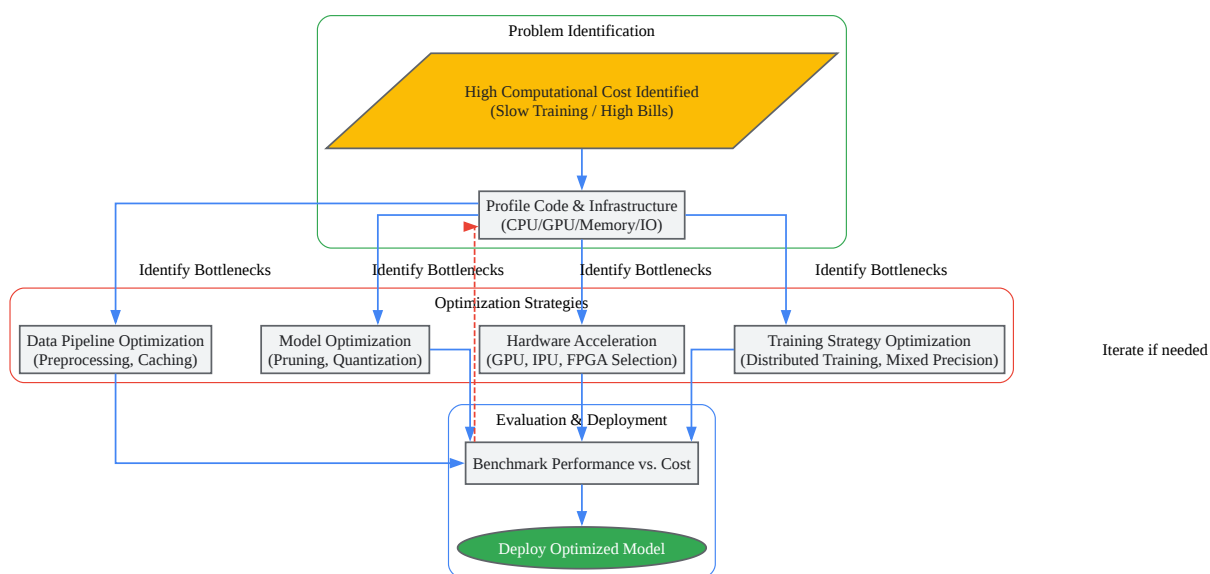 Problem Identification
High Computational Cost Identified
(Slow Training / High Bills)
Profile Code & Infrastructure
(CPU/GPU/Memory/IO)
Identify Bottlenecks
Identify Bottlenecks
Identify Bottlenecks
Identify Bottlenecks
Optimization Strategies
Data Pipeline Optimization
(Preprocessing, Caching)
Model Optimization
(Pruning, Quantization)
Hardware Acceleration
(GPU, IPU, FPGA Selection)
Training Strategy Optimization
(Distributed Training, Mixed Precision)
Iterate if needed
Evaluation & Deployment
Benchmark Performance vs. Cost
Deploy Optimized Model